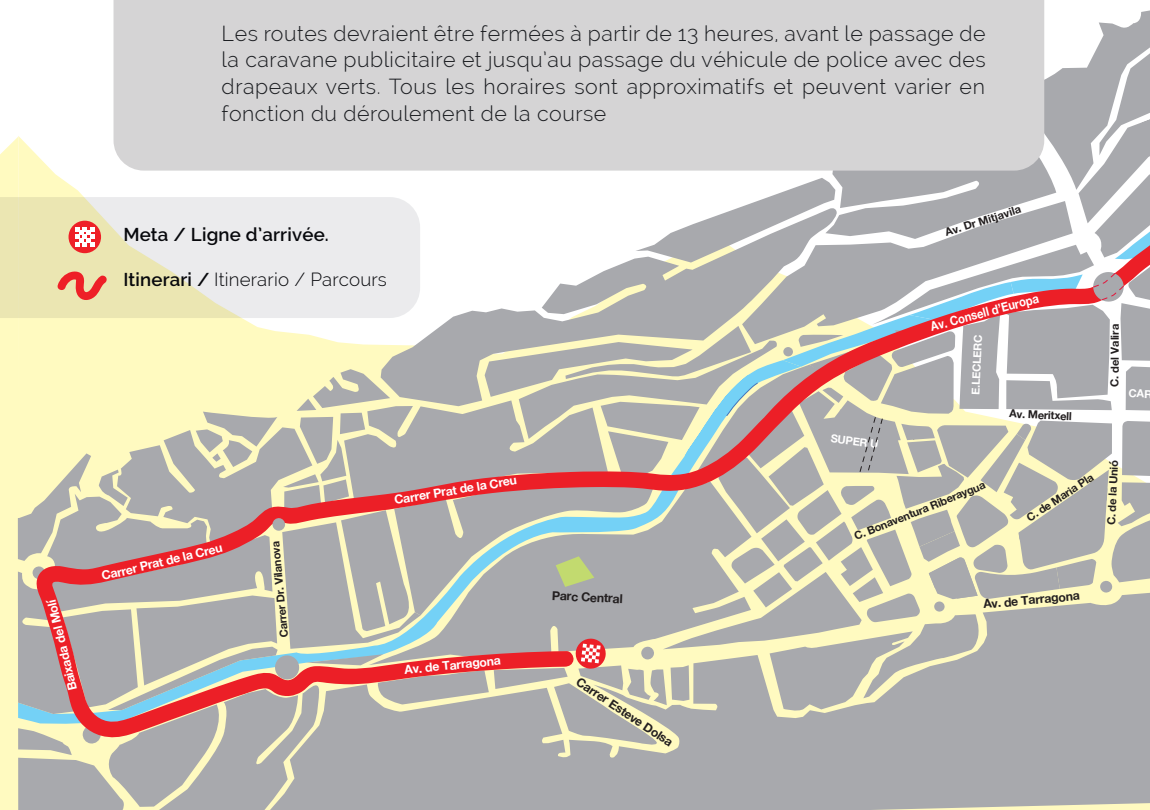 Les routes devraient être fermées à partir de 13 heures, avant le passage de
la caravane publicitaire et jusqu'au passage du véhicule de police avec des
drapeaux verts. Tous les horaires sont approximatifs et peuvent varier en
fonction du déroulement de la course
Meta / Ligne d'arrivée.
Itinerari / Itinerario / Parcours
Av. Dr Mitjavila
Av. Consell d'Europa
E.LECLERC
C. del Valira
CAR
Av. Meritxell
SUPER U
Carrer Prat de la Creu
C. Bonaventura Riberaygua
C. de Maria Pla
C. de la Unió
Carrer Prat de la Creu
Carrer Dr. Vilanova
Parc Central
Av. de Tarragona
Baixada del Molí
Av. de Tarragona
Carrer Esteve Dolsa